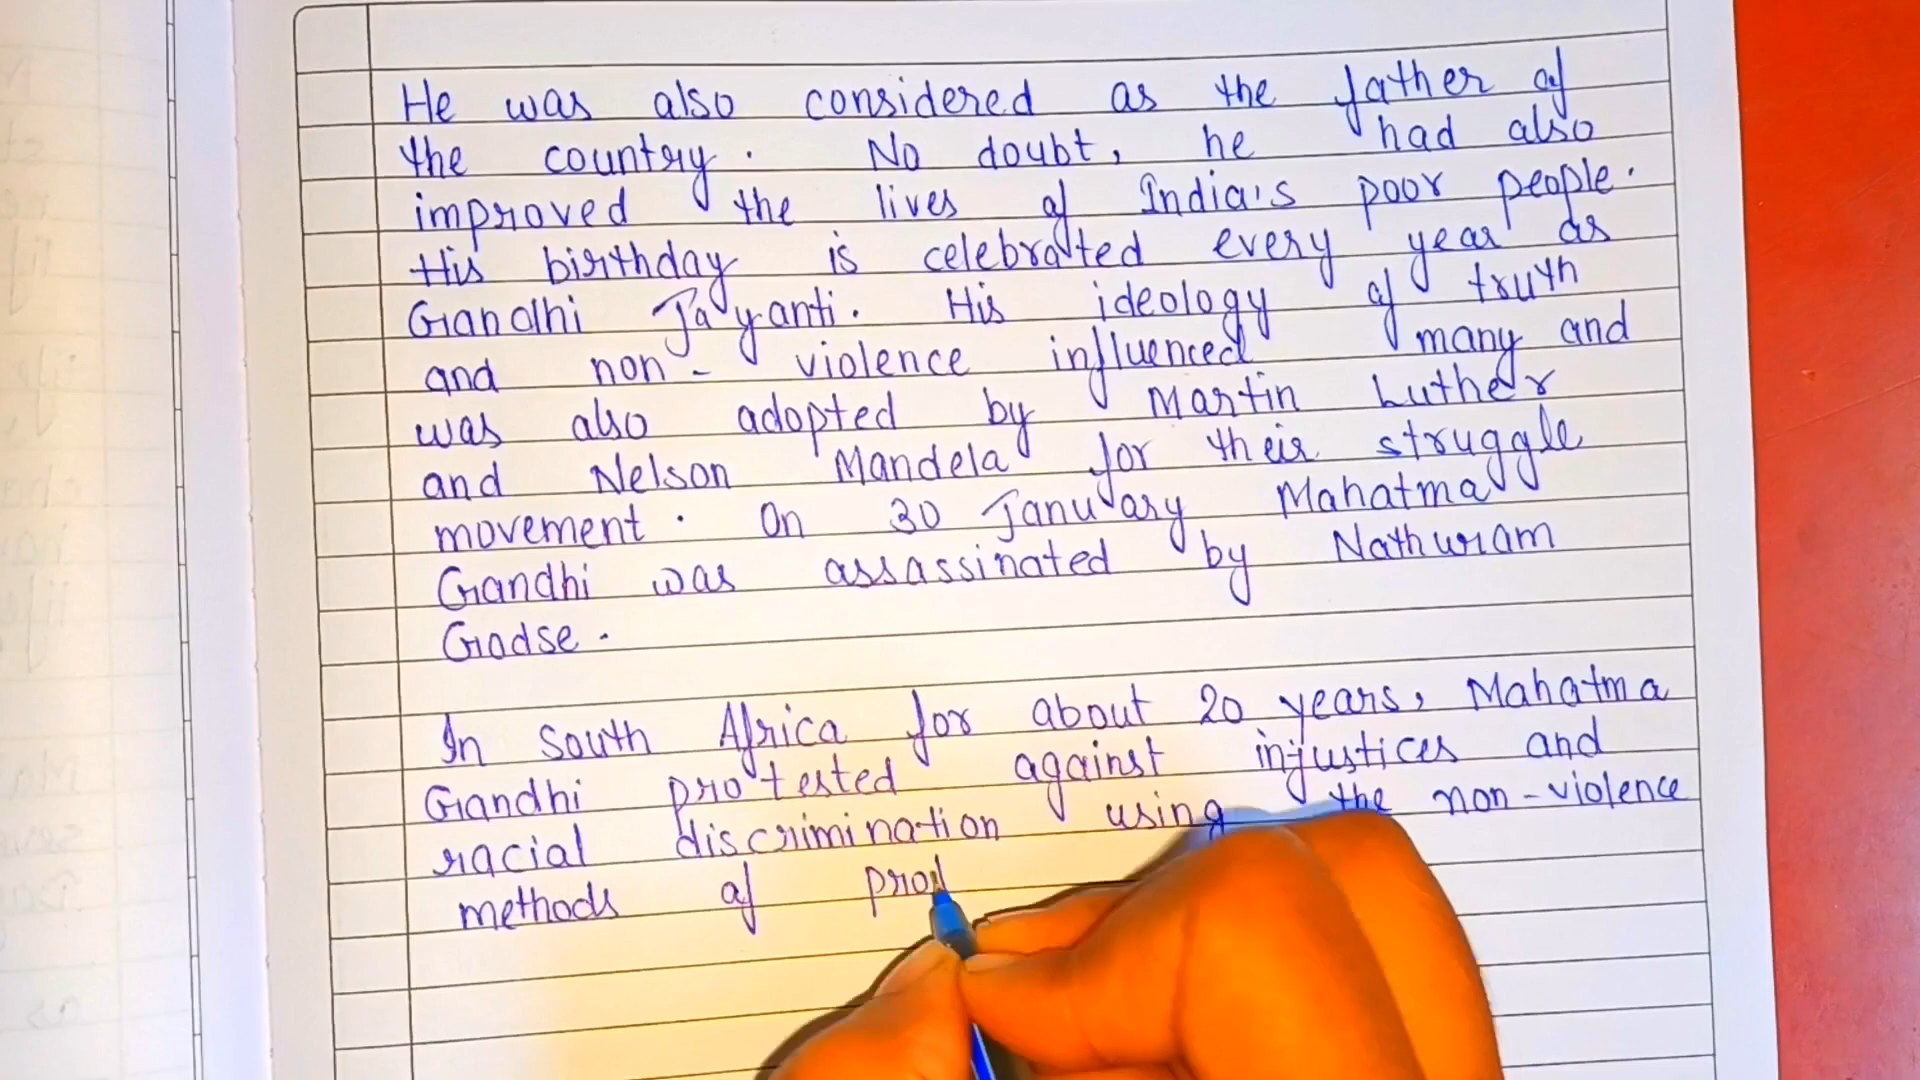 He was also considered as the father of
the country. No doubt, he had also
improved the lives of India's poor people.
His birthday is celebrated every year as
Gandhi Jayanti. His ideology of truth
and non-violence influenced many and
was also adopted by Martin Luther
and Nelson Mandela for their struggle
movement. On 30 January Mahatma
Gandhi was assassinated by Nathuram
Godse.
In South Africa for about 20 years, Mahatma
Gandhi protested against injustices and
racial discrimination using the non-violence
methods of